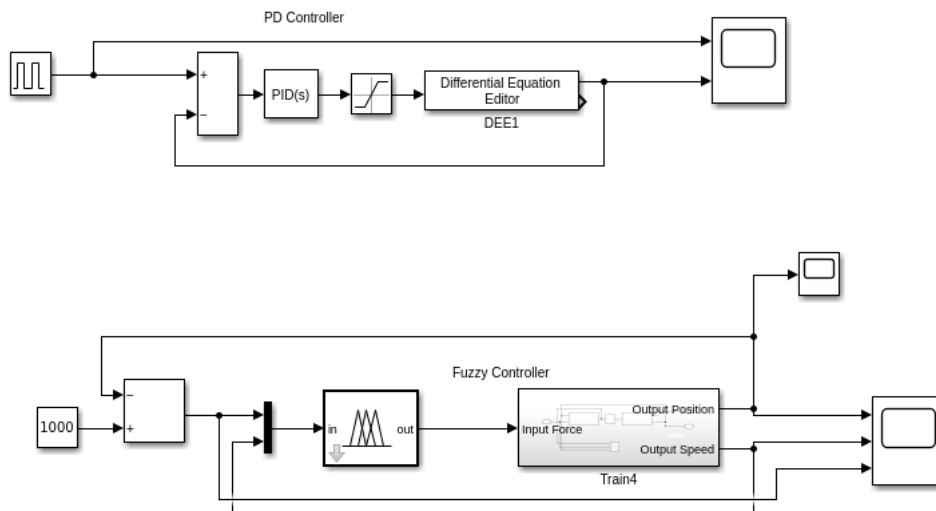 PD Controller
+
−
PID(s)
Differential Equation
Editor
DEE1
Fuzzy Controller
−
+
1000
in
out
Input Force
Output Position
Output Speed
Train4